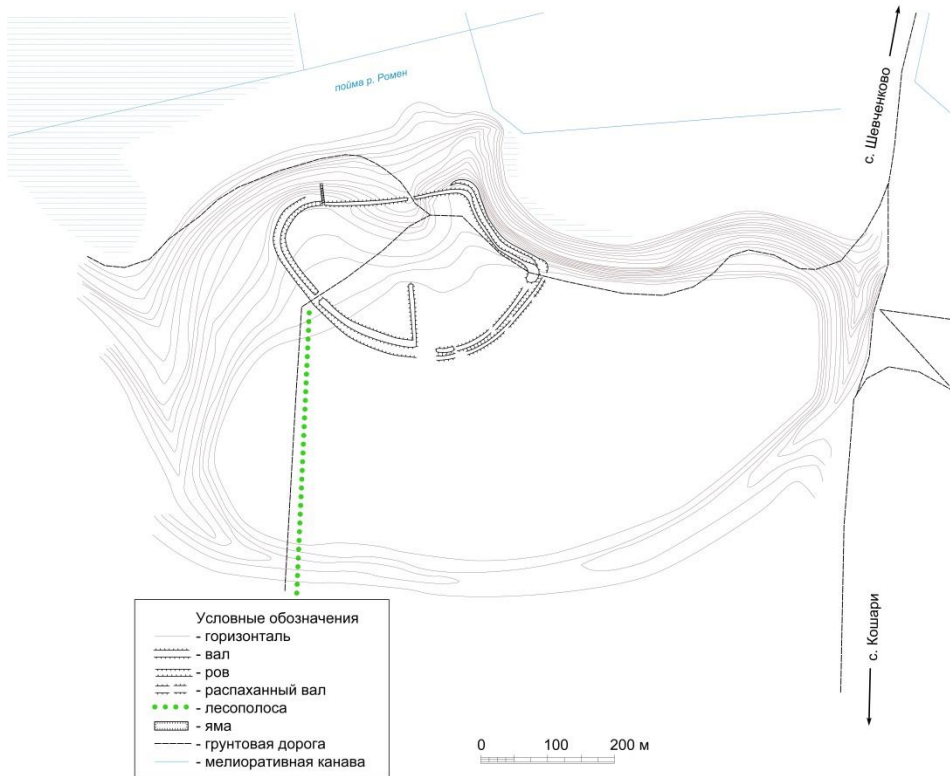 пойма р. Ромен
с. Шевченково
с. Кошари
Условные обозначения
- горизонталь
- вал
- ров
- распаханный вал
- лесополоса
- яма
- грунтовая дорога
- мелиоративная канава
0 100 200 м